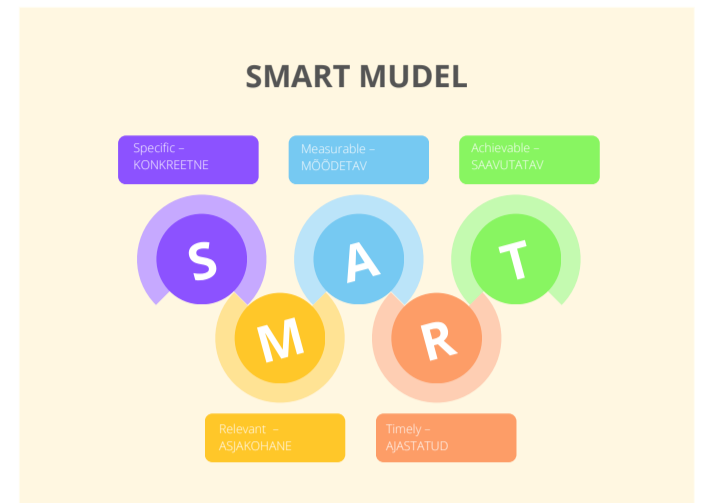 SMART MUDEL
Specific –
KONKREETNE
Measurable –
MÕÕDETAV
Achievable –
SAAVUTATAV
S
A
T
M
R
Relevant –
ASJAKOHANE
Timely –
AJASTATUD